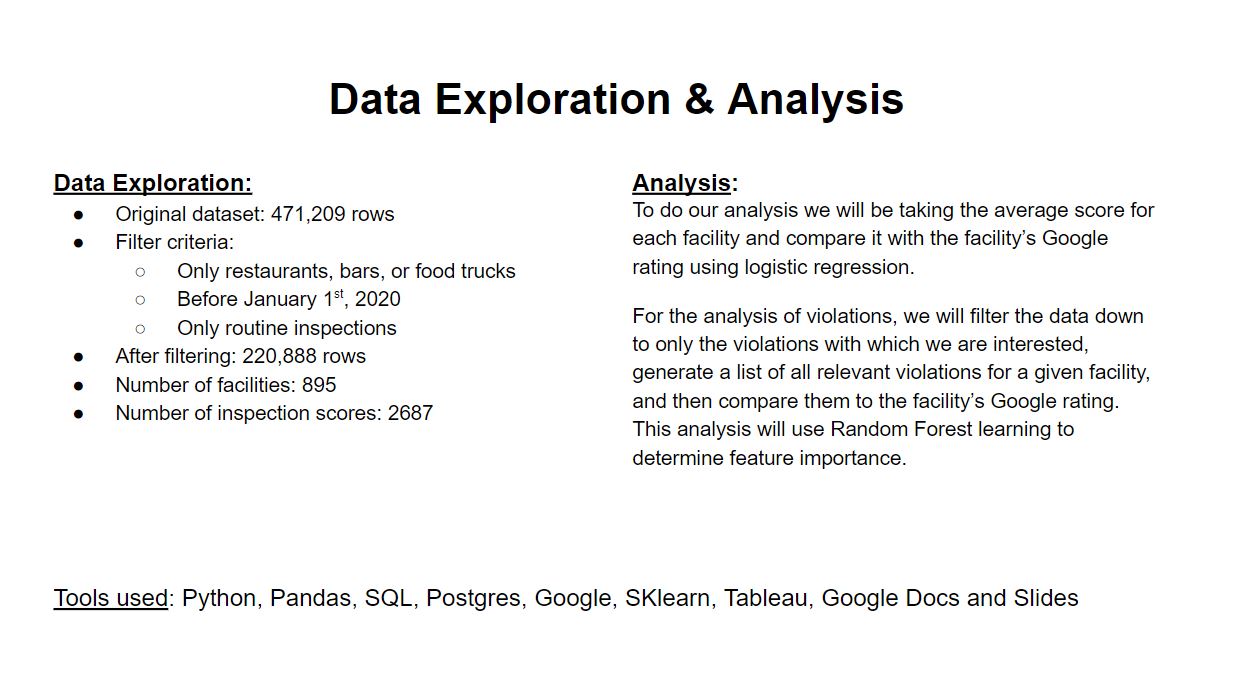 Data Exploration & Analysis
Data Exploration:
● Original dataset: 471,209 rows
● Filter criteria:
○ Only restaurants, bars, or food trucks
○ Before January 1st, 2020
○ Only routine inspections
● After filtering: 220,888 rows
● Number of facilities: 895
● Number of inspection scores: 2687
Analysis:
To do our analysis we will be taking the average score for
each facility and compare it with the facility’s Google
rating using logistic regression.
For the analysis of violations, we will filter the data down
to only the violations with which we are interested,
generate a list of all relevant violations for a given facility,
and then compare them to the facility’s Google rating.
This analysis will use Random Forest learning to
determine feature importance.
Tools used: Python, Pandas, SQL, Postgres, Google, SKlearn, Tableau, Google Docs and Slides